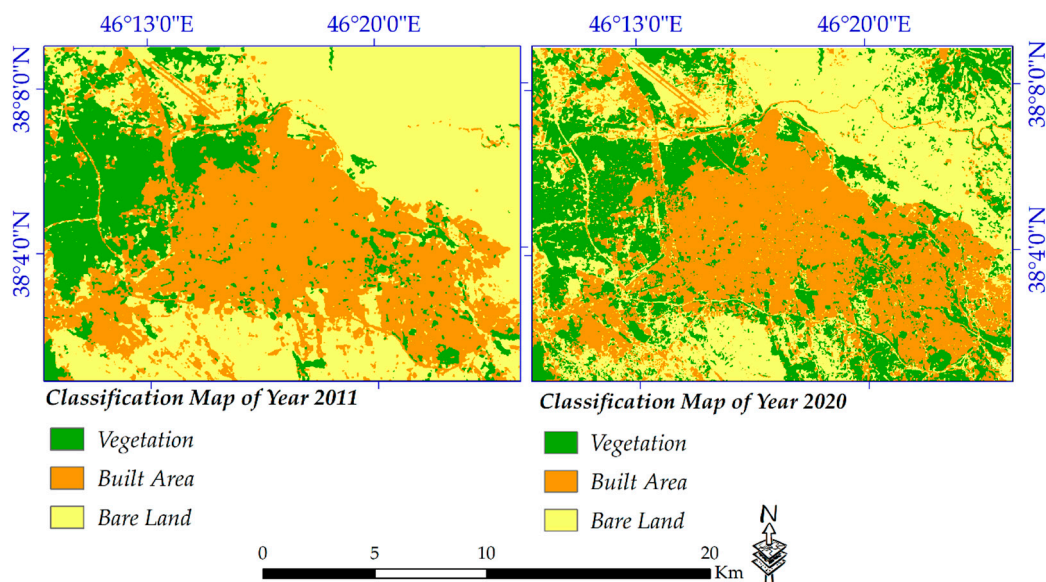 46°13'0"E 46°20'0"E 46°13'0"E 46°20'0"E
38°8'0"N
38°4'0"N
38°8'0"N
38°4'0"N
Classification Map of Year 2011
Vegetation
Built Area
Bare Land
Classification Map of Year 2020
Vegetation
Built Area
Bare Land
0 5 10 20
Km
N